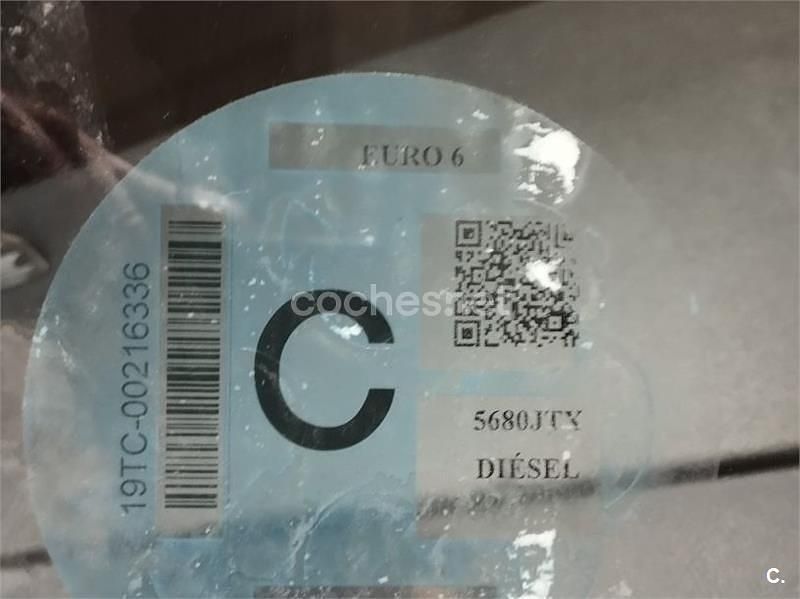 EURO 6
19TC-00216336
C
coches.net
5680JTX
DIÉSEL
C.